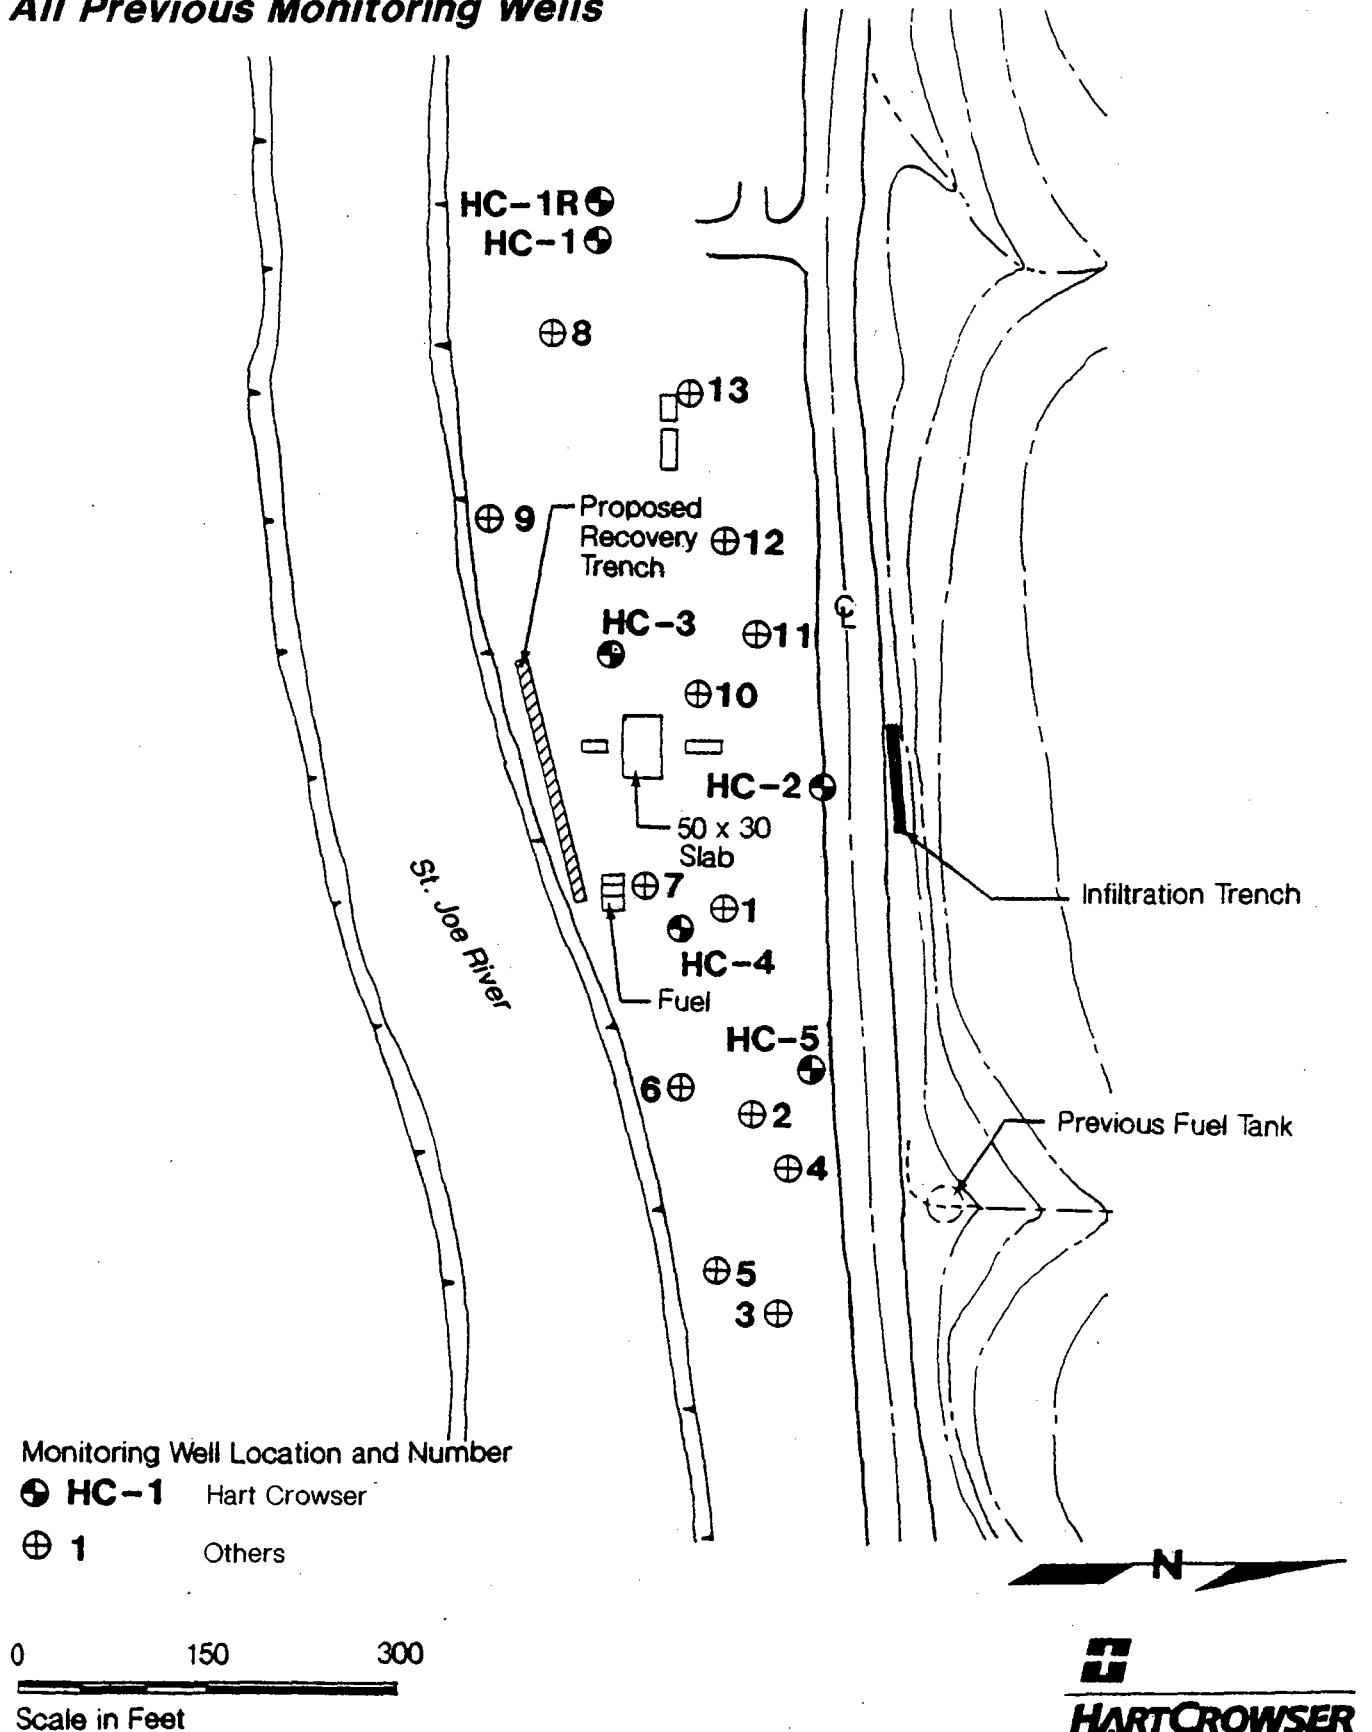 All Previous Monitoring Wells
HC-1R
HC-1
8
13
Proposed
Recovery
Trench
9
12
HC-3
11
10
HC-2
50 x 30
Slab
7
1
Infiltration Trench
HC-4
St. Joe River
Fuel
HC-5
6
2
Previous Fuel Tank
4
5
3
Monitoring Well Location and Number
HC-1 Hart Crowser
1 Others
N
0 150 300
Scale in Feet
HARTCROWSER